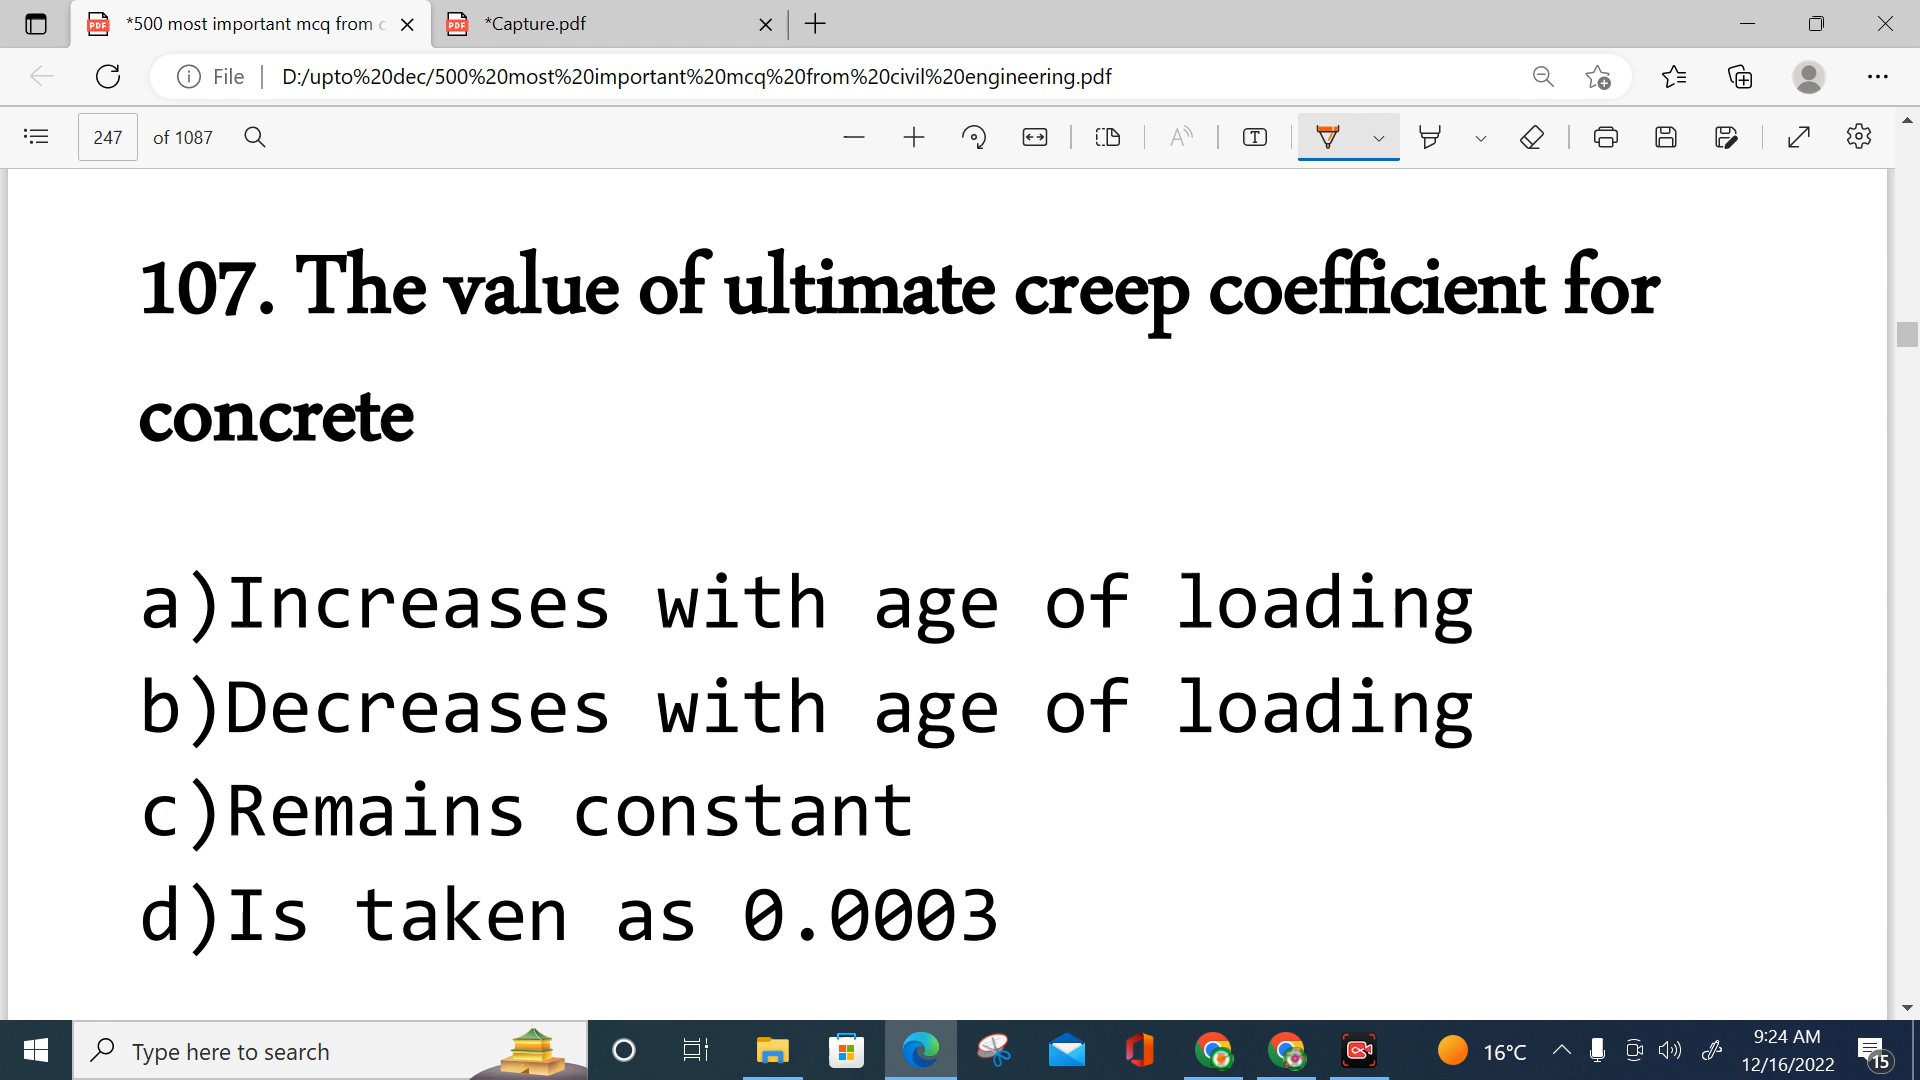 *500 most important mcq from c
*Capture.pdf
File
D:/upto%20dec/500%20most%20important%20mcq%20from%20civil%20engineering.pdf
247 of 1087
107. The value of ultimate creep coefficient for
concrete
a)Increases with age of loading
b)Decreases with age of loading
c)Remains constant
d)Is taken as 0.0003
Type here to search
16°C
9:24 AM
12/16/2022
15